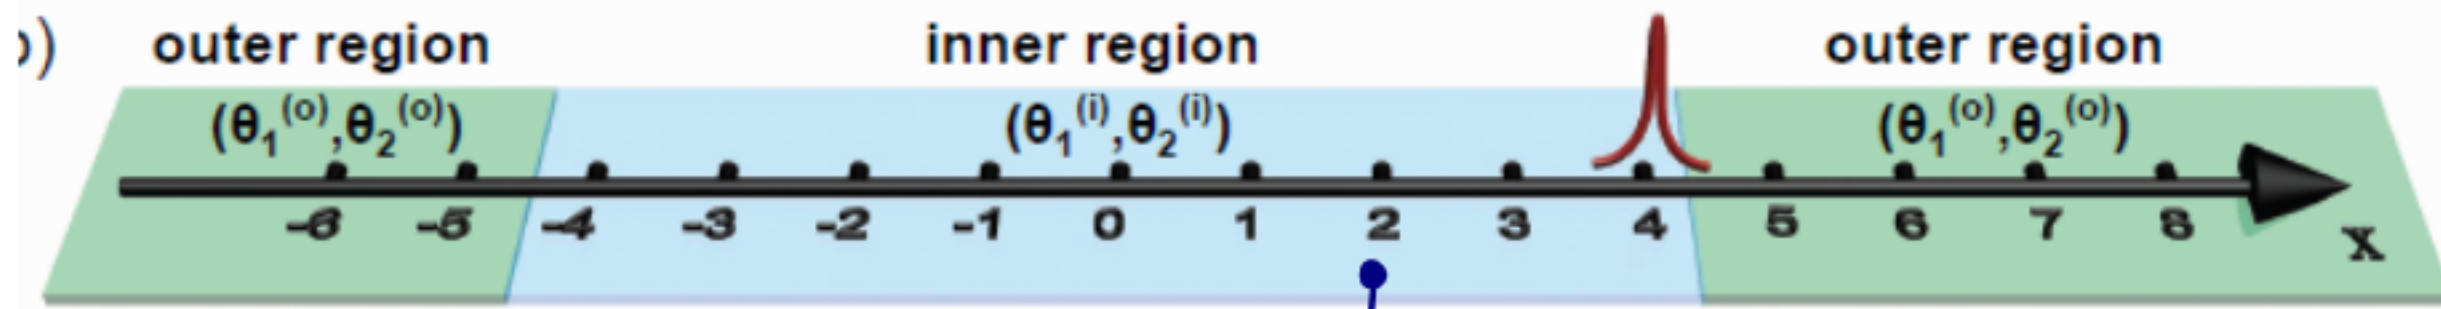 b) outer region inner region outer region
(θ₁⁽ᵒ⁾,θ₂⁽ᵒ⁾) (θ₁⁽ⁱ⁾,θ₂⁽ⁱ⁾) (θ₁⁽ᵒ⁾,θ₂⁽ᵒ⁾)
-6 -5 -4 -3 -2 -1 0 1 2 3 4 5 6 7 8 x